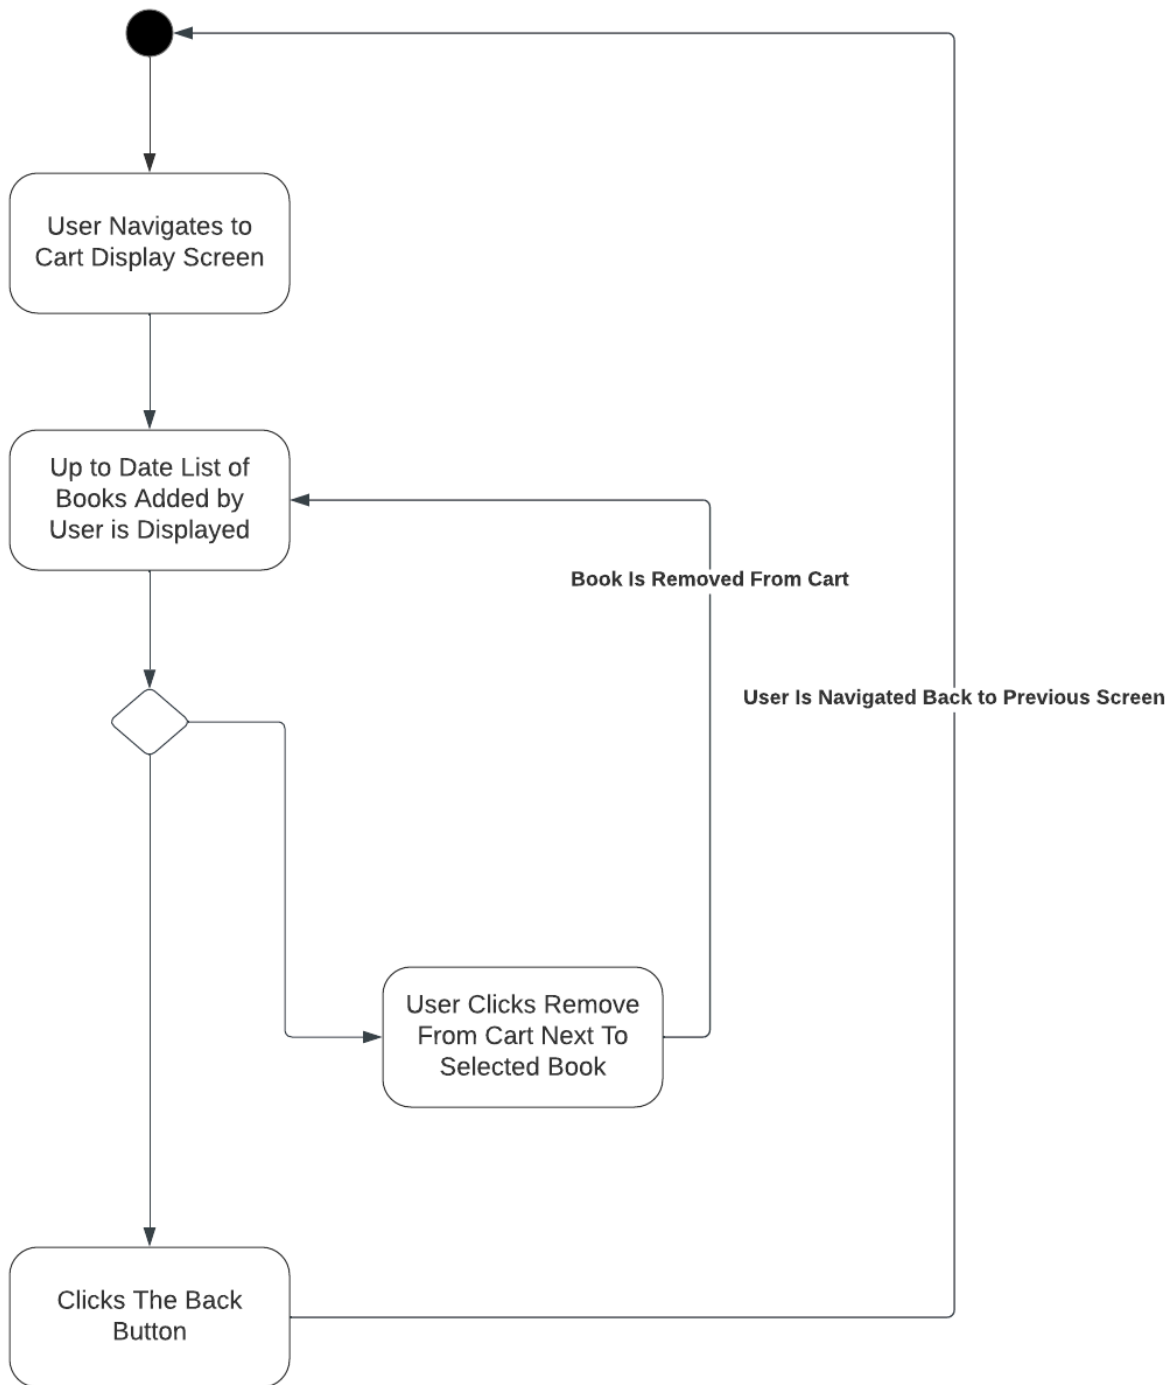 User Navigates to
Cart Display Screen
Up to Date List of
Books Added by
User is Displayed
Book Is Removed From Cart
User Is Navigated Back to Previous Screen
User Clicks Remove
From Cart Next To
Selected Book
Clicks The Back
Button